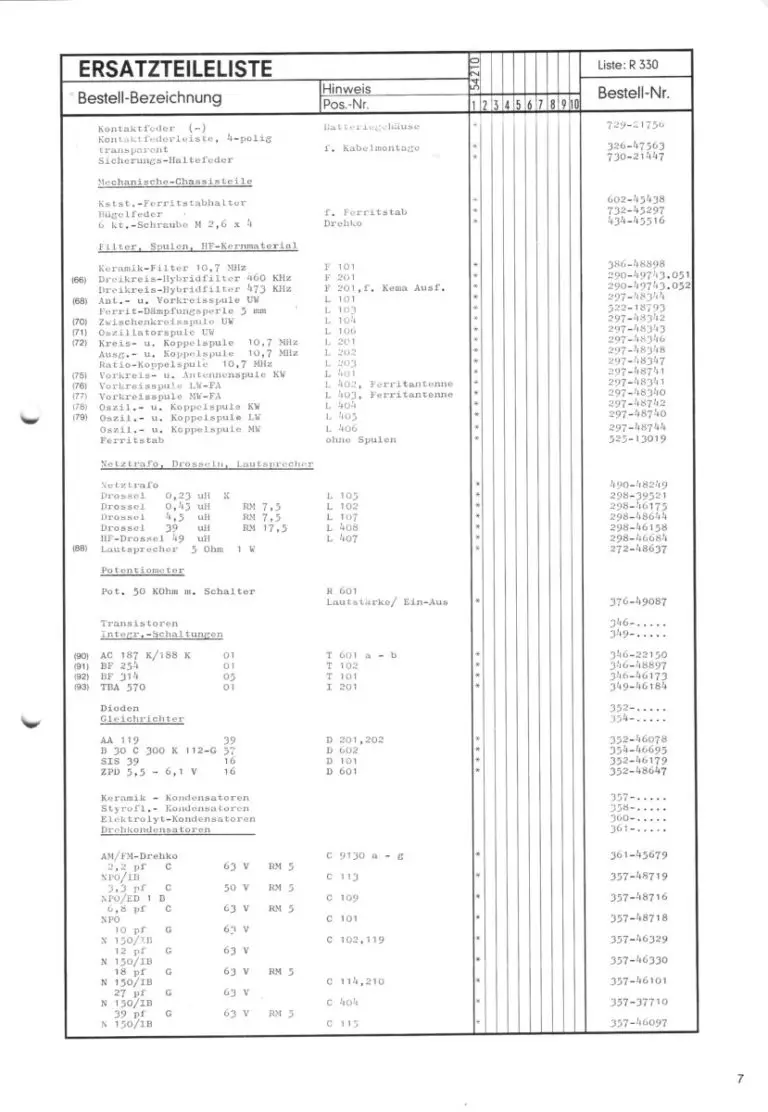 ERSATZTEILELISTE 54210 Liste: R 330
Bestell-Bezeichnung Hinweis Pos.-Nr. 1 2 3 4 5 6 7 8 9 10 Bestell-Nr.
Kontaktfeder (-) Batteriegehäuse * 729-21756
Kontaktfederleiste, 4-polig
transparent f. Kabelmontage * 326-47563
Sicherungs-Haltefeder * 730-21447
Mechanische-Chassisteile
Kstst.-Ferritstabhalter * 602-45438
Bügelfeder f. Ferritstab * 732-45297
6 kt.-Schraube M 2,6 x 4 Drehko * 434-45516
Filter, Spulen, HF-Kernmaterial
Keramik-Filter 10,7 MHz F 101 * 386-48898
(66) Dreikreis-Hybridfilter 460 KHz F 201 * 290-49743.051
Dreikreis-Hybridfilter 473 KHz F 201,f. Kema Ausf. * 290-49743.052
(68) Ant.- u. Vorkreisspule UW L 101 * 297-48344
Ferrit-Dämpfungsperle 5 mm L 103 * 522-18793
(70) Zwischenkreisspule UW L 104 * 297-48342
(71) Oszillatorspule UW L 106 * 297-48343
(72) Kreis- u. Koppelspule 10,7 MHz L 201 * 297-48346
Ausg.- u. Koppelspule 10,7 MHz L 202 * 297-48348
Ratio-Koppelspule 10,7 MHz L 203 * 297-48347
(75) Vorkreis- u. Antennenspule KW L 401 * 297-48741
(76) Vorkreisspule LW-FA L 402, Ferritantenne * 297-48341
(77) Vorkreisspule MW-FA L 403, Ferritantenne * 297-48340
(78) Oszil.- u. Koppelspule KW L 404 * 297-48742
(79) Oszil.- u. Koppelspule LW L 405 * 297-48740
Oszil.- u. Koppelspule MW L 406 * 297-48744
Ferritstab ohne Spulen * 525-13019
Netztrafo, Drosseln, Lautsprecher
Netztrafo * 490-48249
Drossel 0,23 uH K L 105 * 298-39521
Drossel 0,43 uH RM 7,5 L 102 * 298-46175
Drossel 4,5 uH RM 7,5 L 107 * 298-48644
Drossel 39 uH RM 17,5 L 408 * 298-46158
HF-Drossel 49 uH L 407 * 298-46684
(88) Lautsprecher 5 Ohm 1 W * 272-48637
Potentiometer
Pot. 50 KOhm m. Schalter R 601
Lautstärke/ Ein-Aus * 376-49087
Transistoren 346-.....
Integr.-Schaltungen 349-.....
(90) AC 187 K/188 K 01 T 601 a - b * 346-22150
(91) BF 254 01 T 102 * 346-48897
(92) BF 314 05 T 101 * 346-46173
(93) TBA 570 01 I 201 * 349-46184
Dioden 352-.....
Gleichrichter 354-.....
AA 119 39 D 201,202 * 352-46078
B 30 C 300 K 112-G 57 D 602 * 354-46695
SIS 39 16 D 101 * 352-46179
ZPD 5,5 - 6,1 V 16 D 601 * 352-48647
Keramik - Kondensatoren 357-.....
Styrofl.- Kondensatoren 358-.....
Elektrolyt-Kondensatoren 360-.....
Drehkondensatoren 361-.....
AM/FM-Drehko C 9130 a - g * 361-45679
2,2 pf C 63 V RM 5
NPO/IB C 113 * 357-48719
3,3 pf C 50 V RM 5
NPO/ED 1 B C 109 * 357-48716
6,8 pf C 63 V RM 5
NPO C 101 * 357-48718
10 pf G 63 V
N 150/IB C 102,119 * 357-46329
12 pf G 63 V
N 150/IB * 357-46330
18 pf G 63 V RM 5
N 150/IB C 114,210 * 357-46101
27 pf G 63 V
N 150/IB C 404 * 357-37710
39 pf G 63 V RM 5
N 150/IB C 115 * 357-46097
7